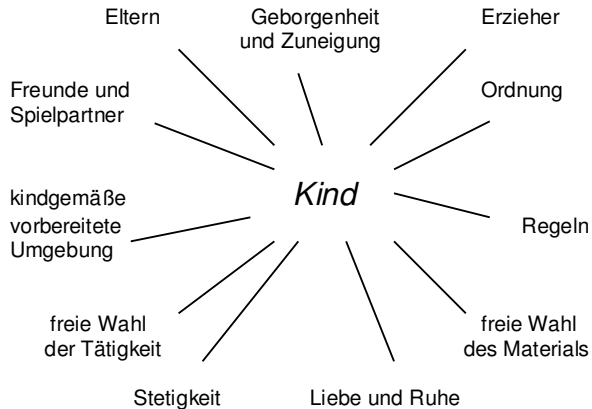 Eltern
Geborgenheit
und Zuneigung
Erzieher
Freunde und
Spielpartner
Ordnung
Kind
kindgemäße
vorbereitete
Umgebung
Regeln
freie Wahl
der Tätigkeit
freie Wahl
des Materials
Stetigkeit
Liebe und Ruhe